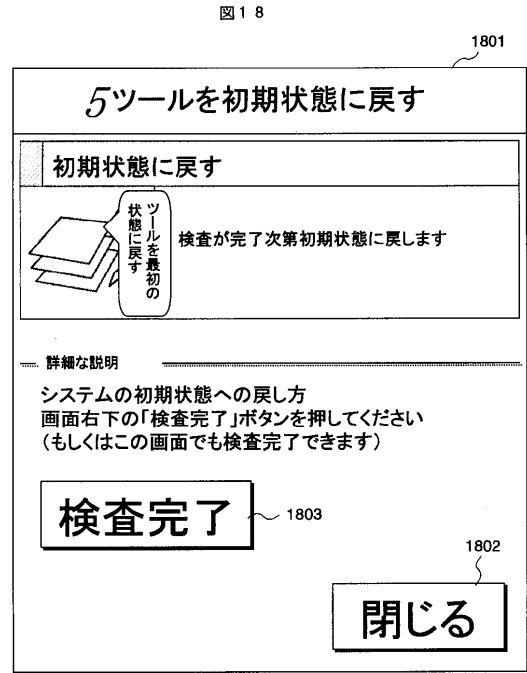 図18
1801
5ツールを初期状態に戻す
初期状態に戻す
ツールを最初の
状態に戻す
検査が完了次第初期状態に戻します
詳細な説明
システムの初期状態への戻し方
画面右下の「検査完了」ボタンを押してください
（もしくはこの画面でも検査完了できます）
検査完了
1803
1802
閉じる